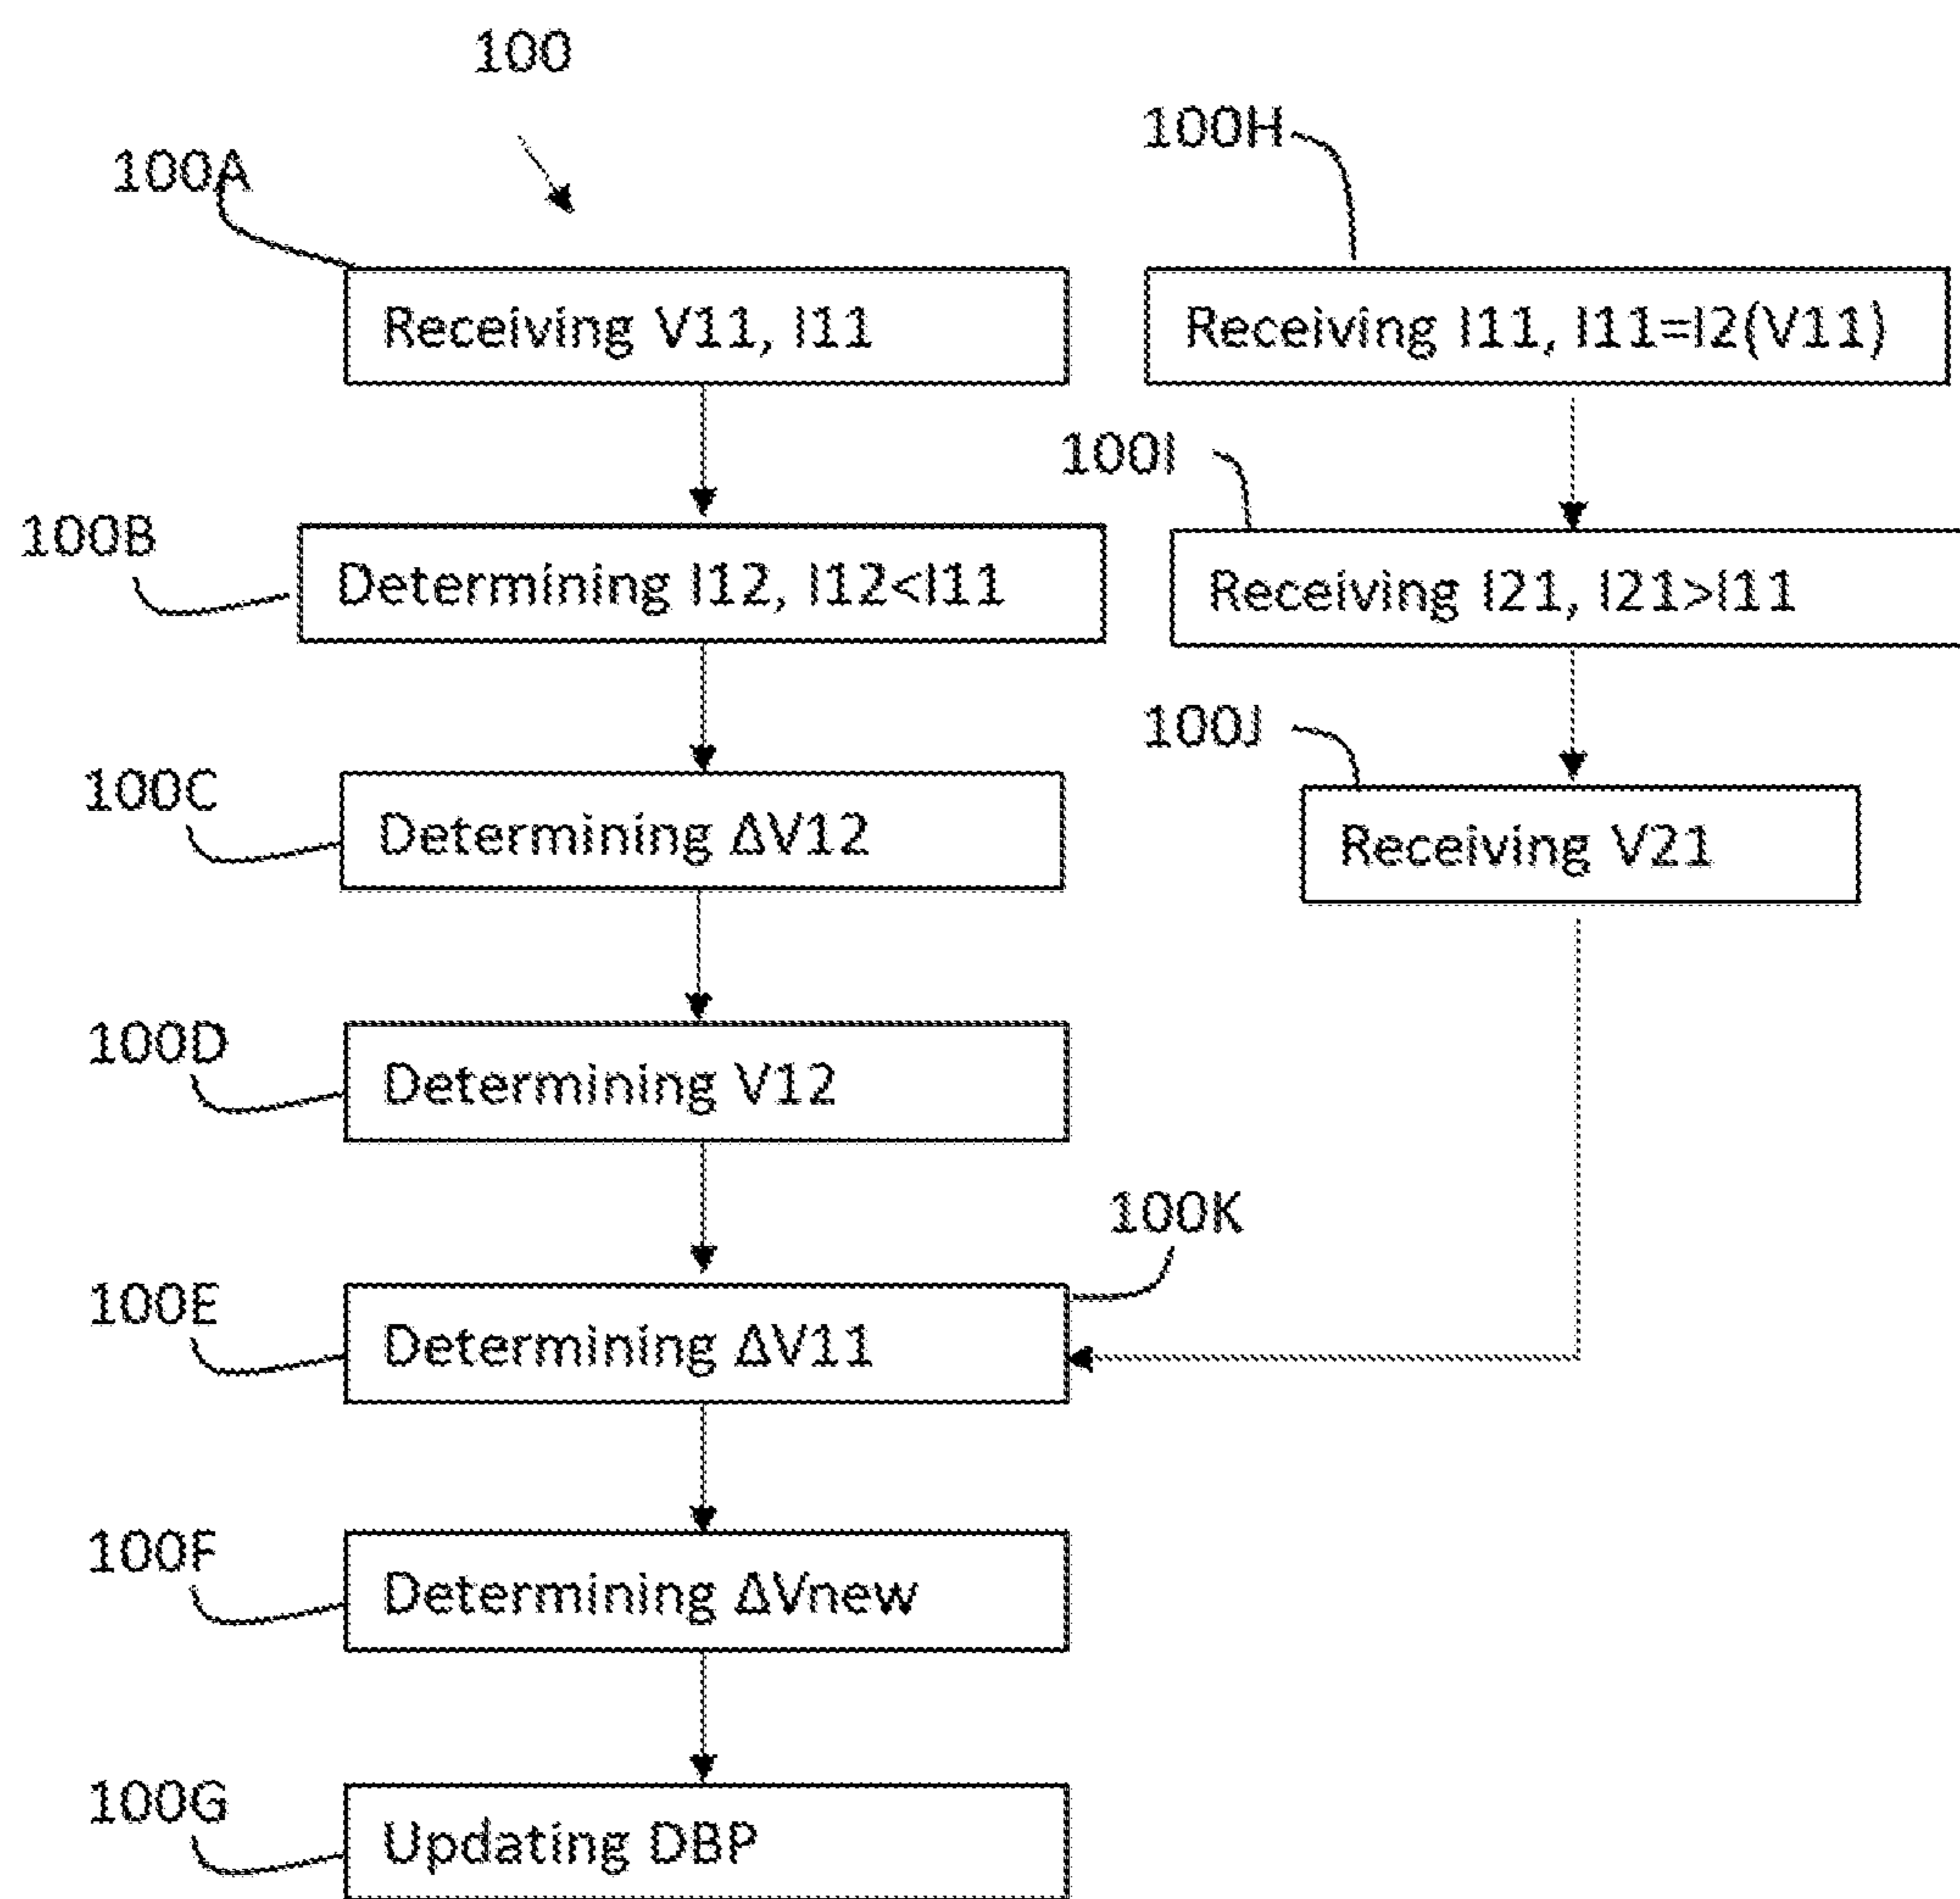 100
100H
100A
Receiving V11, I11
Receiving I11, I11=I2(V11)
100I
100B
Determining I12, I12<I11
Receiving I21, I21>I11
100J
100C
Determining ΔV12
Receiving V21
100D
Determining V12
100K
100E
Determining ΔV11
100F
Determining ΔVnew
100G
Updating DBP